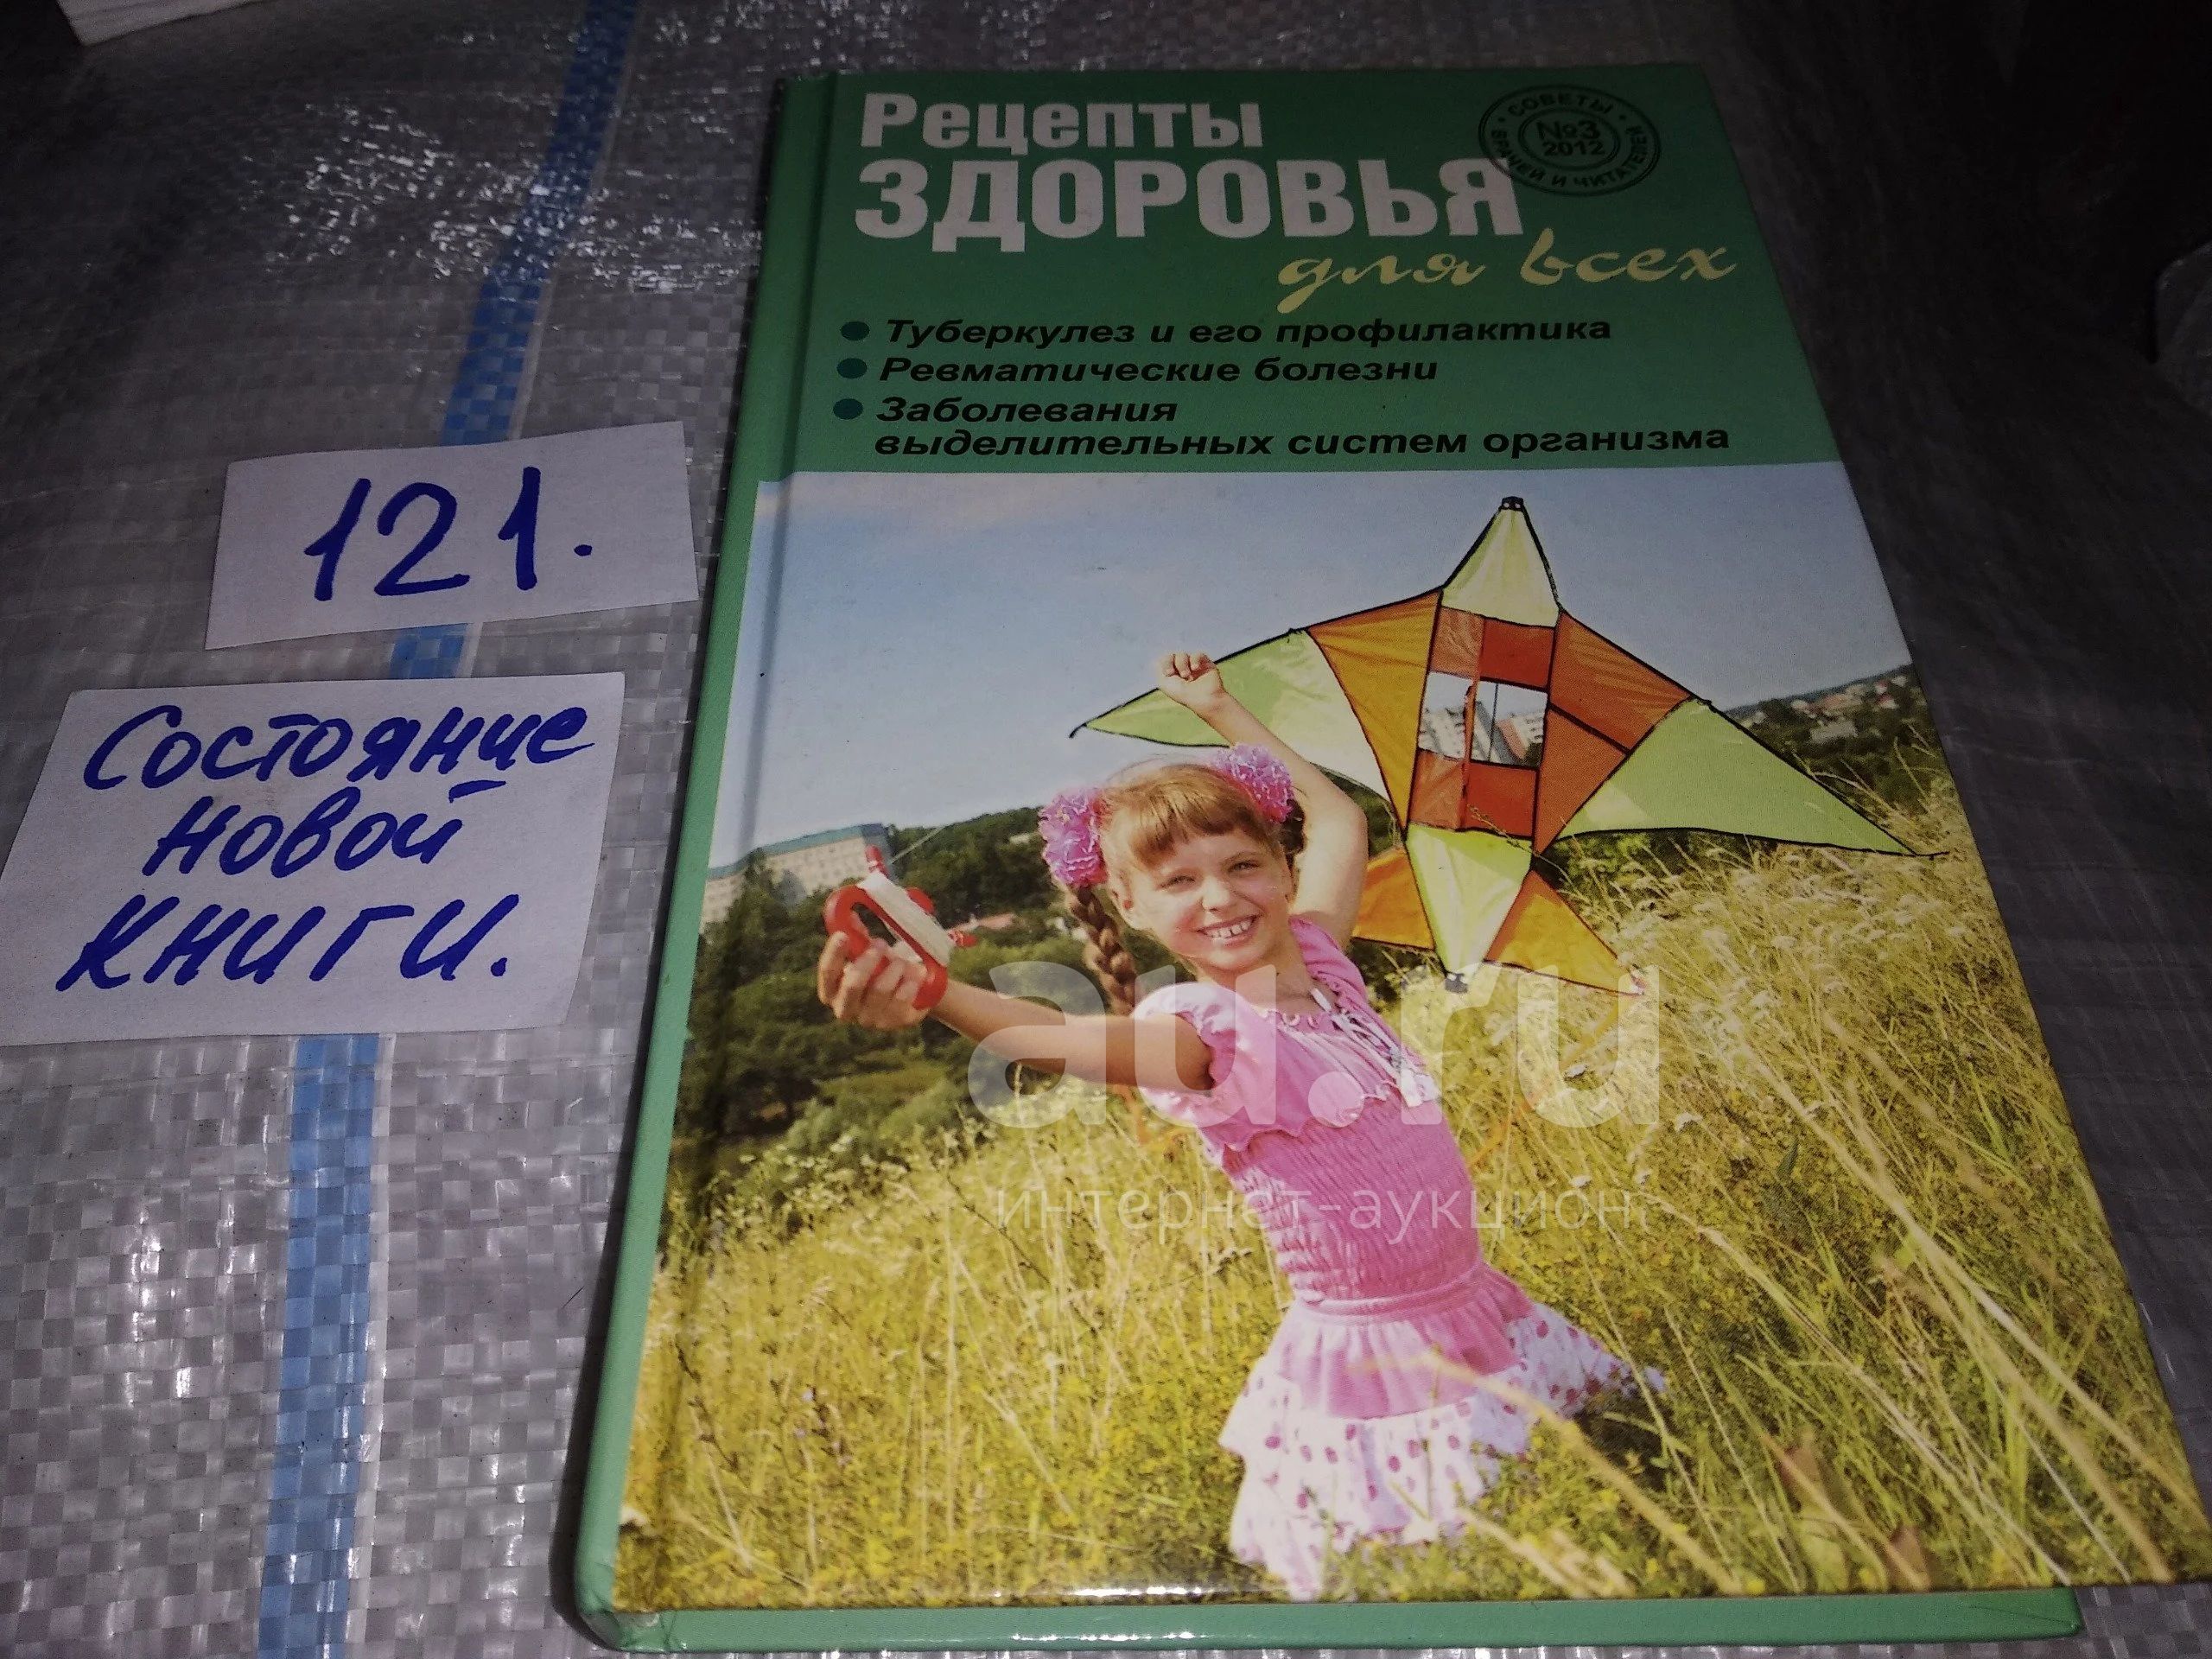 Рецепты
ЗДОРОВЬЯ
для всех
СОВЕТЫ
№3
2012
ВРАЧЕЙ И ЧИТАТЕЛЕЙ
• Туберкулез и его профилактика
• Ревматические болезни
• Заболевания
выделительных систем организма
121.
Состояние
новой
книги.
au.ru
интернет-аукцион